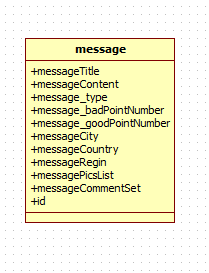 message
+messageTitle
+messageContent
+message_type
+message_badPointNumber
+message_goodPointNumber
+messageCity
+messageCountry
+messageRegin
+messagePicsList
+messageCommentSet
+id